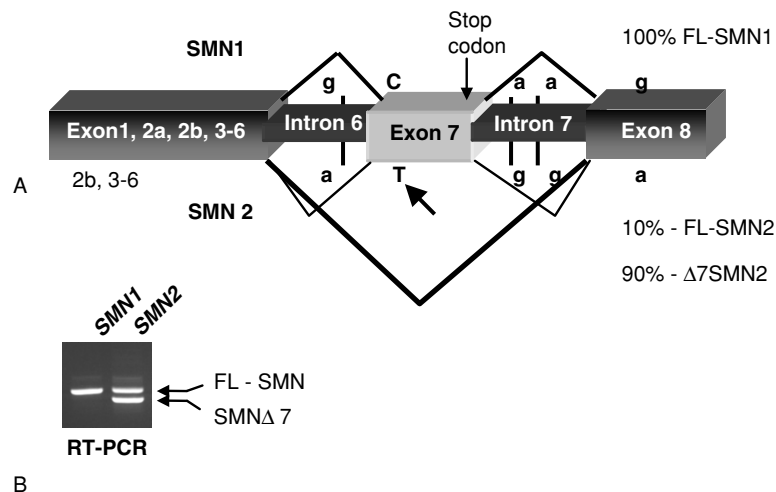 Stop
codon
SMN1
100% FL-SMN1
g C a a g
Exon1, 2a, 2b, 3-6 Intron 6 Exon 7 Intron 7 Exon 8
2b, 3-6 a T g g a
A
SMN 2
10% - FL-SMN2
90% - Δ7SMN2
SMN1 SMN2
FL - SMN
SMNΔ 7
RT-PCR
B